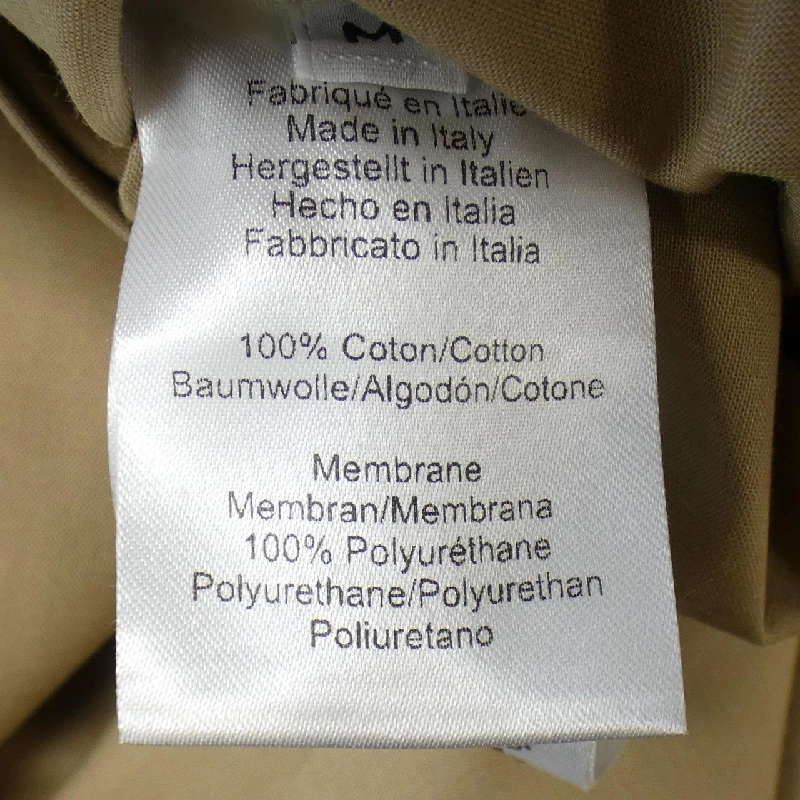 M
Fabriqué en Italie
Made in Italy
Hergestellt in Italien
Hecho en Italia
Fabbricato in Italia
100% Coton/Cotton
Baumwolle/Algodón/Cotone
Membrane
Membran/Membrana
100% Polyuréthane
Polyurethane/Polyurethan
Poliuretano